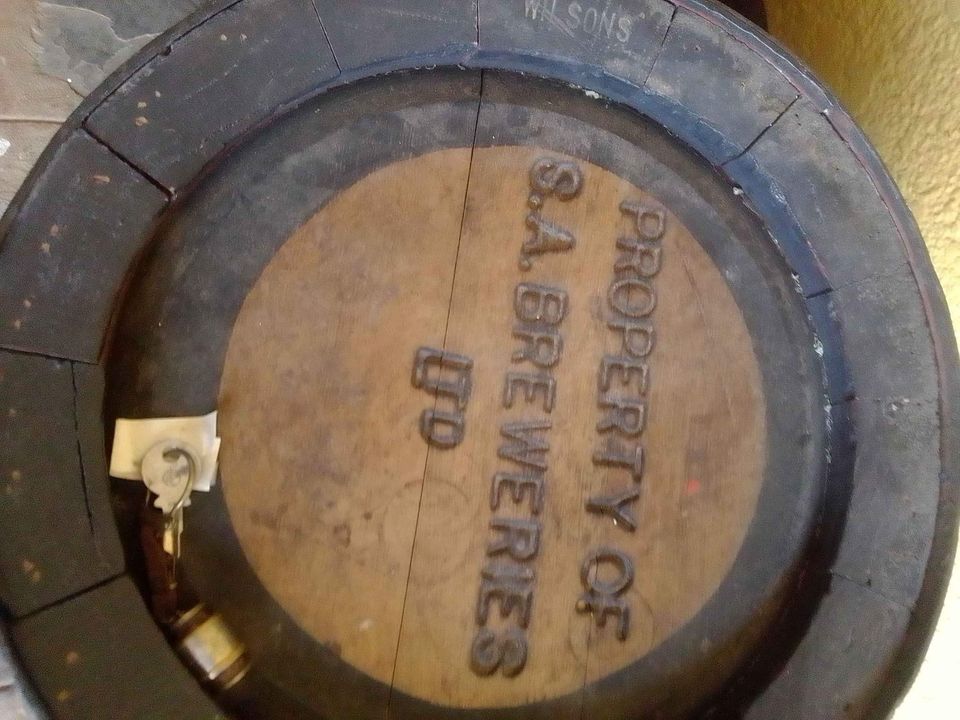 WILSONS
PROPERTY OF
S.A. BREWERIES
LTD